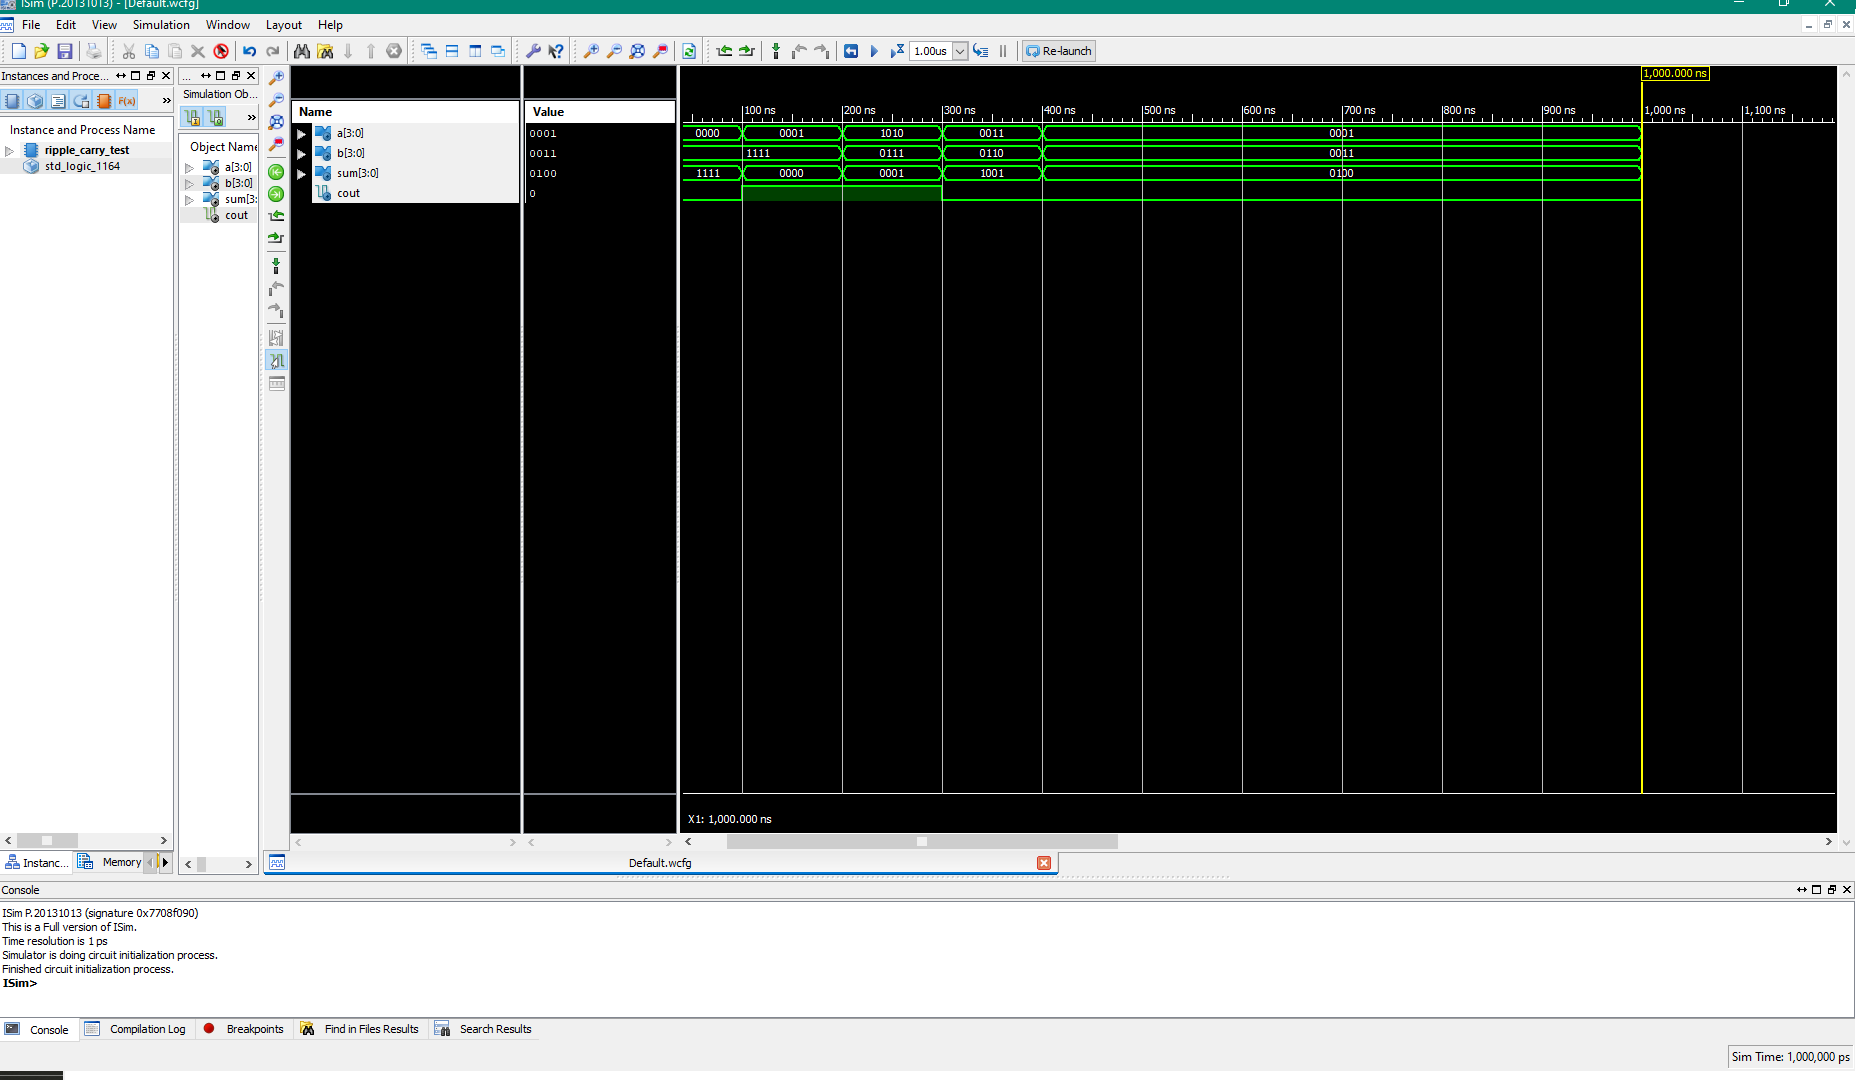 ISim (P.20131013) - [Default.wcfg]
File Edit View Simulation Window Layout Help
1.00us Re-launch
Instances and Proce...
F(x)
Instance and Process Name
ripple_carry_test
std_logic_1164
Instanc... Memory
...
Simulation Ob...
Object Name
a[3:0]
b[3:0]
sum[3:
cout
Name Value
a[3:0] 0001
b[3:0] 0011
sum[3:0] 0100
cout 0
1,000.000 ns
100 ns 200 ns 300 ns 400 ns 500 ns 600 ns 700 ns 800 ns 900 ns 1,000 ns 1,100 ns
0000 0001 1010 0011 0001
1111 0111 0110 0011
1111 0000 0001 1001 0100
X1: 1,000.000 ns
Default.wcfg
Console
ISim P.20131013 (signature 0x7708f090)
This is a Full version of ISim.
Time resolution is 1 ps
Simulator is doing circuit initialization process.
Finished circuit initialization process.
ISim>
Console Compilation Log Breakpoints Find in Files Results Search Results
Sim Time: 1,000,000 ps